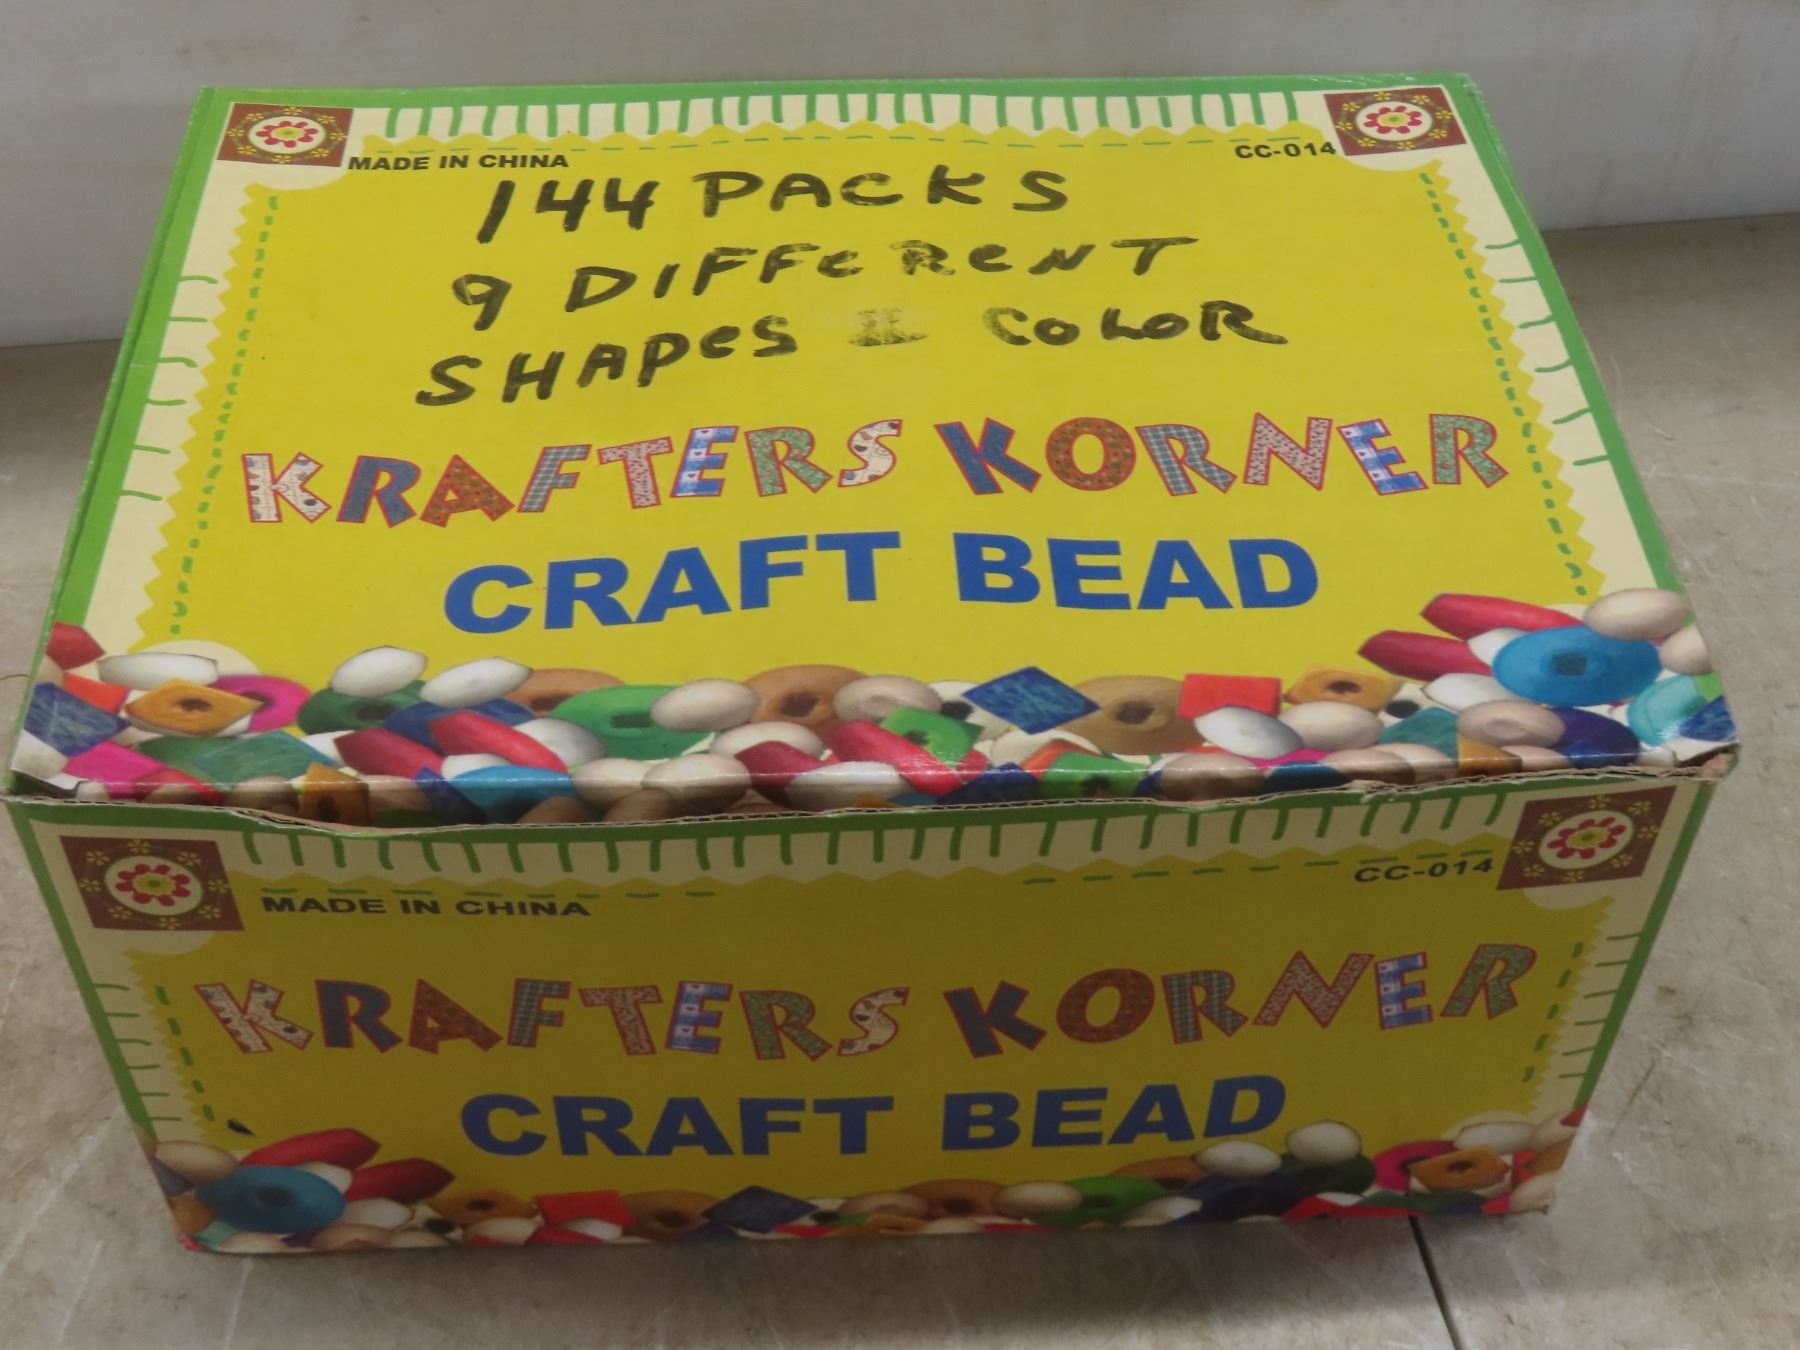 MADE IN CHINA CC-014
144 PACKS
9 DIFFERENT
SHAPES COLOR
KRAFTERS KORNER
CRAFT BEAD
MADE IN CHINA CC-014
KRAFTERS KORNER
CRAFT BEAD